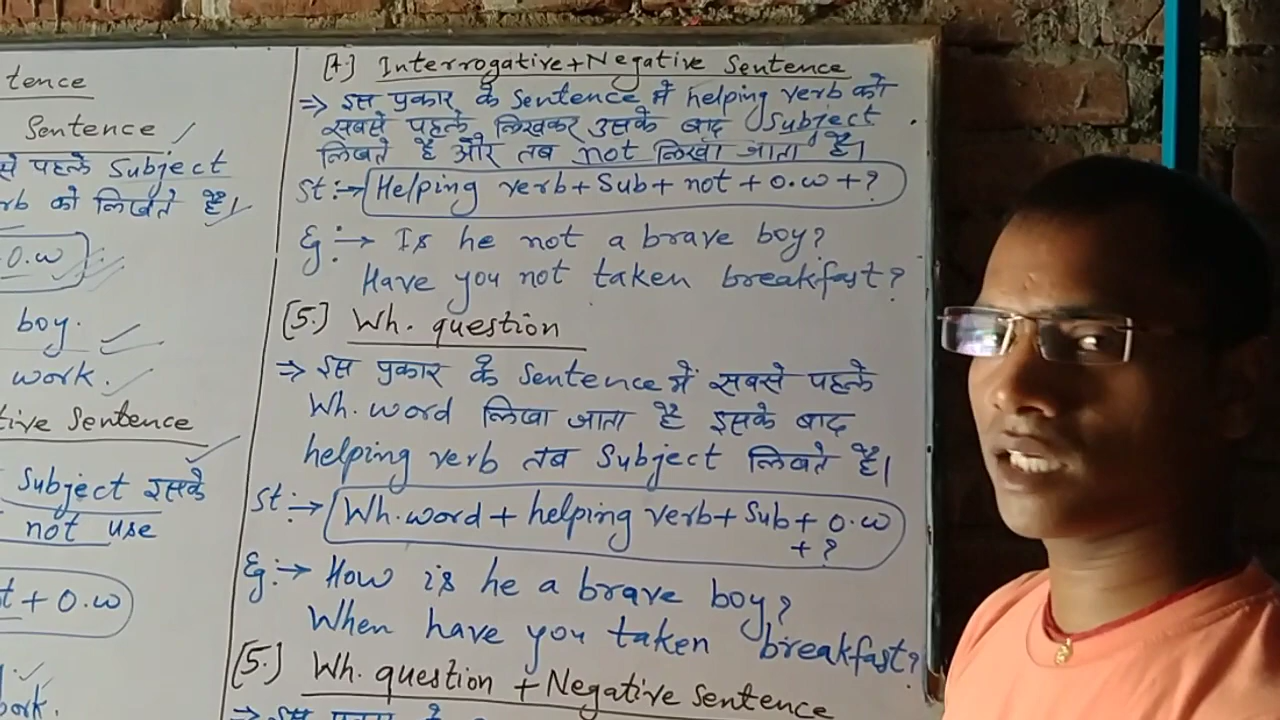 tence
Sentence
से पहले Subject
rb को लिखते है।
O.w
boy.
work.
tive Sentence
Subject इसके
not use
t + O.w
ork.
[4.] Interrogative + Negative Sentence
⇒ इस प्रकार के Sentence में helping verb को
सबसे पहले लिखकर उसके बाद Subject
लिखते है और तब not लिखा जाता है।
St :→ Helping verb + Sub + not + O.w + ?
Eg :→ Is he not a brave boy?
Have you not taken breakfast?
[5.] Wh. question
⇒ इस प्रकार के Sentence में सबसे पहले
Wh. word लिखा जाता है इसके बाद
helping verb तब Subject लिखते है।
St :→ Wh. word + helping verb + Sub + O.w
+ ?
Eg :→ How is he a brave boy?
When have you taken breakfast?
[5.] Wh. question + Negative Sentence
⇒ इस प्रकार के